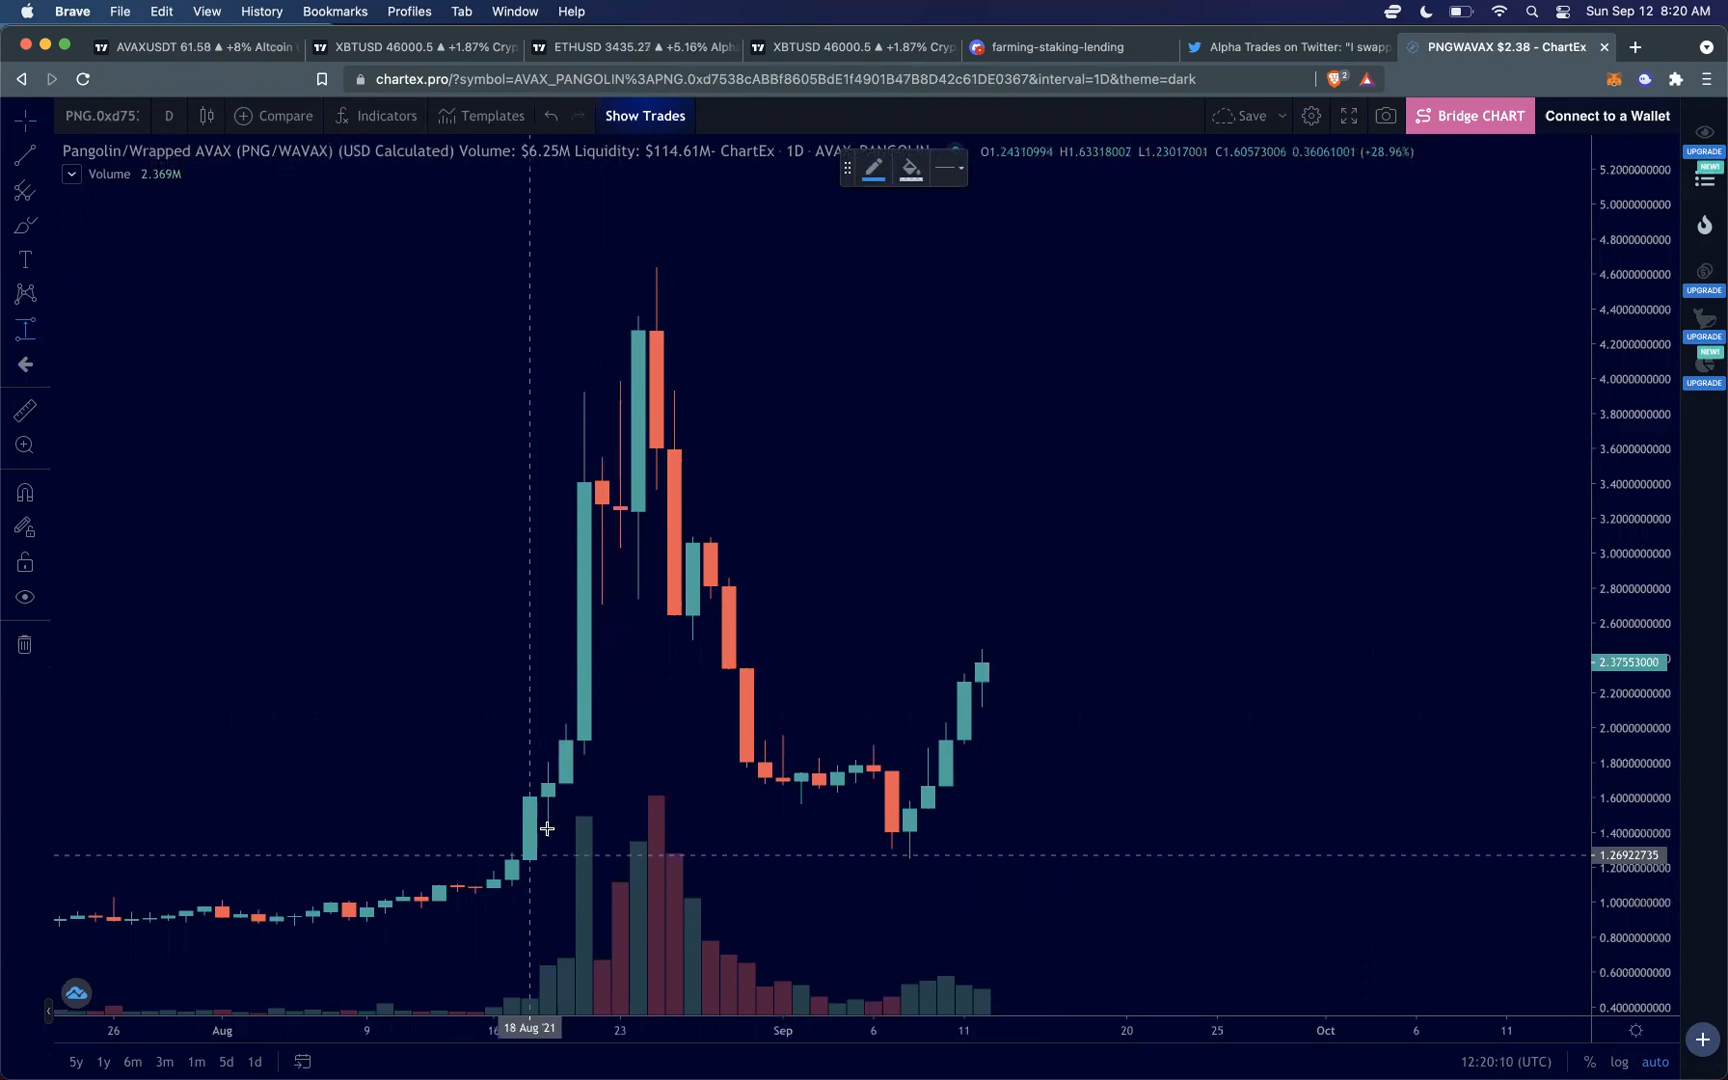 Brave File Edit View History Bookmarks Profiles Tab Window Help Sun Sep 12 8:20 AM
AVAXUSDT 61.58 ▲ +8% Altcoin XBTUSD 46000.5 ▲ +1.87% Cryp ETHUSD 3435.27 ▲ +5.16% Alph XBTUSD 46000.5 ▲ +1.87% Cryp farming-staking-lending Alpha Trades on Twitter: "I swap PNGWAVAX $2.38 - ChartEx
chartex.pro/?symbol=AVAX_PANGOLIN%3APNG.0xd7538cABBf8605BdE1f4901B47B8D42c61DE0367&interval=1D&theme=dark 2
PNG.0xd75: D Compare Indicators Templates Show Trades Save Bridge CHART Connect to a Wallet
Pangolin/Wrapped AVAX (PNG/WAVAX) (USD Calculated) Volume: $6.25M Liquidity: $114.61M- ChartEx · 1D · AVAX_PANGOLIN O1.24310994 H1.63318002 L1.23017001 C1.60573006 0.36061001 (+28.96%)
Volume 2.369M
UPGRADE
NEW!
UPGRADE
UPGRADE
NEW!
UPGRADE
5.2000000000
5.0000000000
4.8000000000
4.6000000000
4.4000000000
4.2000000000
4.0000000000
3.8000000000
3.6000000000
3.4000000000
3.2000000000
3.0000000000
2.8000000000
2.6000000000
2.37553000
2.2000000000
2.0000000000
1.8000000000
1.6000000000
1.4000000000
1.26922735
1.2000000000
1.0000000000
0.8000000000
0.6000000000
0.4000000000
26 Aug 9 16 18 Aug '21 23 Sep 6 11 20 25 Oct 6 11
5y 1y 6m 3m 1m 5d 1d 12:20:10 (UTC) % log auto